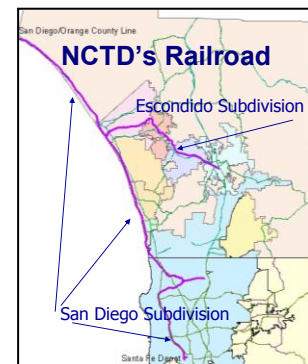 San Diego/Orange County Line
NCTD's Railroad
Escondido Subdivision
San Diego Subdivision
Santa Fe Depot